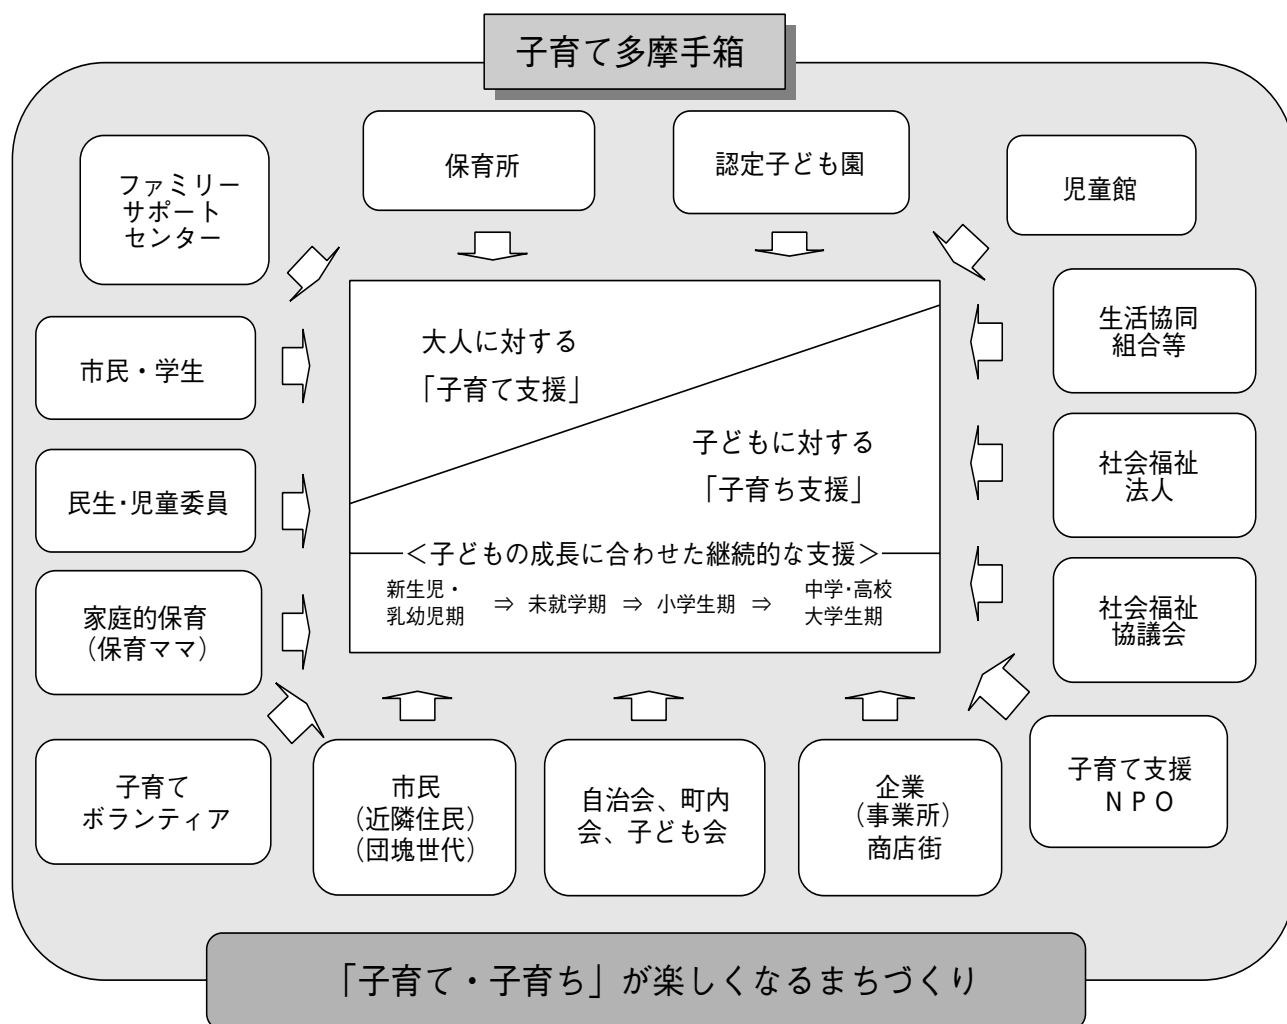 子育て多摩手箱
保育所
認定子ども園
ファミリー
サポート
センター
児童館
市民・学生
生活協同
組合等
大人に対する
「子育て支援」
子どもに対する
「子育ち支援」
民生・児童委員
社会福祉
法人
＜子どもの成長に合わせた継続的な支援＞
新生児・
乳幼児期
⇒ 未就学期 ⇒ 小学生期 ⇒
中学・高校
大学生期
家庭的保育
（保育ママ）
社会福祉
協議会
子育て
ボランティア
市民
（近隣住民）
（団塊世代）
自治会、町内
会、子ども会
企業
（事業所）
商店街
子育て支援
ＮＰＯ
「子育て・子育ち」が楽しくなるまちづくり